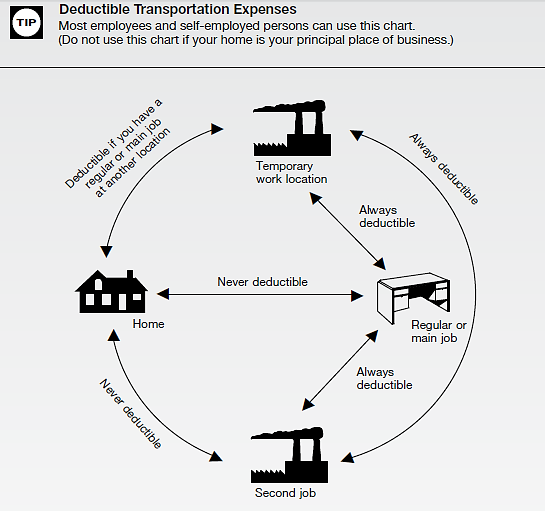 TIP
Deductible Transportation Expenses
Most employees and self-employed persons can use this chart.
(Do not use this chart if your home is your principal place of business.)
Deductible if you have a
regular or main job
at another location
Temporary
work location
Always deductible
Always
deductible
Never deductible
Home
Regular or
main job
Always
deductible
Never deductible
Second job